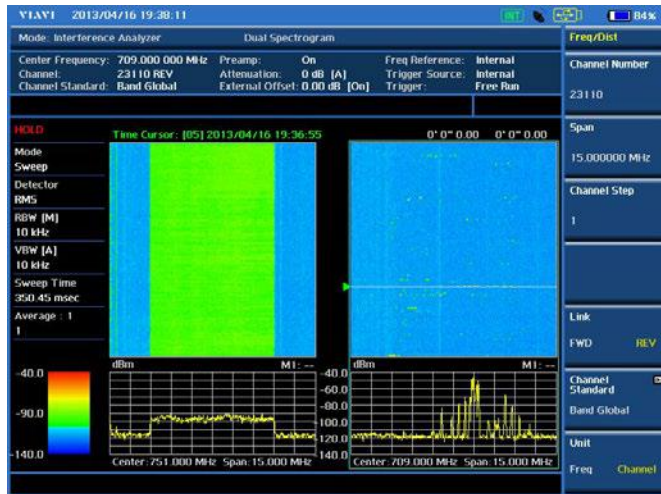 VIAVI 2013/04/16 19:38:11 INT 84%
Mode: Interference Analyzer Dual Spectrogram
Freq/Dist
Center Frequency: 709.000 000 MHz Preamp: On Freq Reference: Internal
Channel: 23110 REV Attenuation: 0 dB [A] Trigger Source: Internal
Channel Standard: Band Global External Offset: 0.00 dB [On] Trigger: Free Run
Channel Number
23110
HOLD
Time Cursor: [05] 2013/04/16 19:36:55
0° 0" 0.00 0° 0" 0.00
Mode
Sweep
Detector
RMS
RBW [M]
10 kHz
VBW [A]
10 kHz
Sweep Time
350.45 msec
Average : 1
1
Span
15.000000 MHz
Channel Step
1
Link
FWD REV
Channel
Standard
Band Global
Unit
Freq Channel
-40.0
-90.0
-140.0
dBm M1: --
Center:751.000 MHz Span:15.000 MHz
dBm M1: --
-40.0
-60.0
-80.0
-100.0
-120.0
-140.0
Center:709.000 MHz Span:15.000 MHz